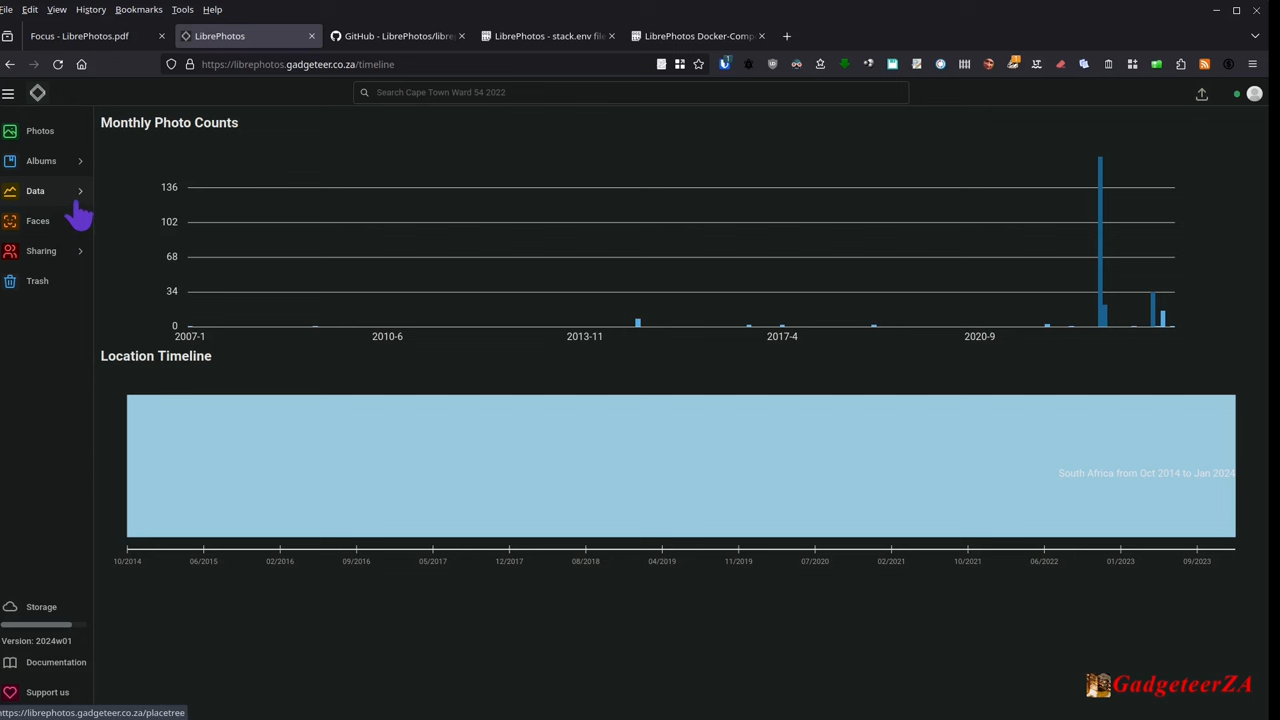 File Edit View History Bookmarks Tools Help
Focus - LibrePhotos.pdf
LibrePhotos
GitHub - LibrePhotos/libre
LibrePhotos - stack.env file
LibrePhotos Docker-Comp
https://librephotos.gadgeteer.co.za/timeline
Search Cape Town Ward 54 2022
Photos
Albums
Data
Faces
Sharing
Trash
Monthly Photo Counts
136
102
68
34
0
2007-1 2010-6 2013-11 2017-4 2020-9
Location Timeline
South Africa from Oct 2014 to Jan 2024
10/2014 06/2015 02/2016 09/2016 05/2017 12/2017 08/2018 04/2019 11/2019 07/2020 02/2021 10/2021 06/2022 01/2023 09/2023
Storage
Version: 2024w01
Documentation
Support us
https://librephotos.gadgeteer.co.za/placetree
GadgeteerZA